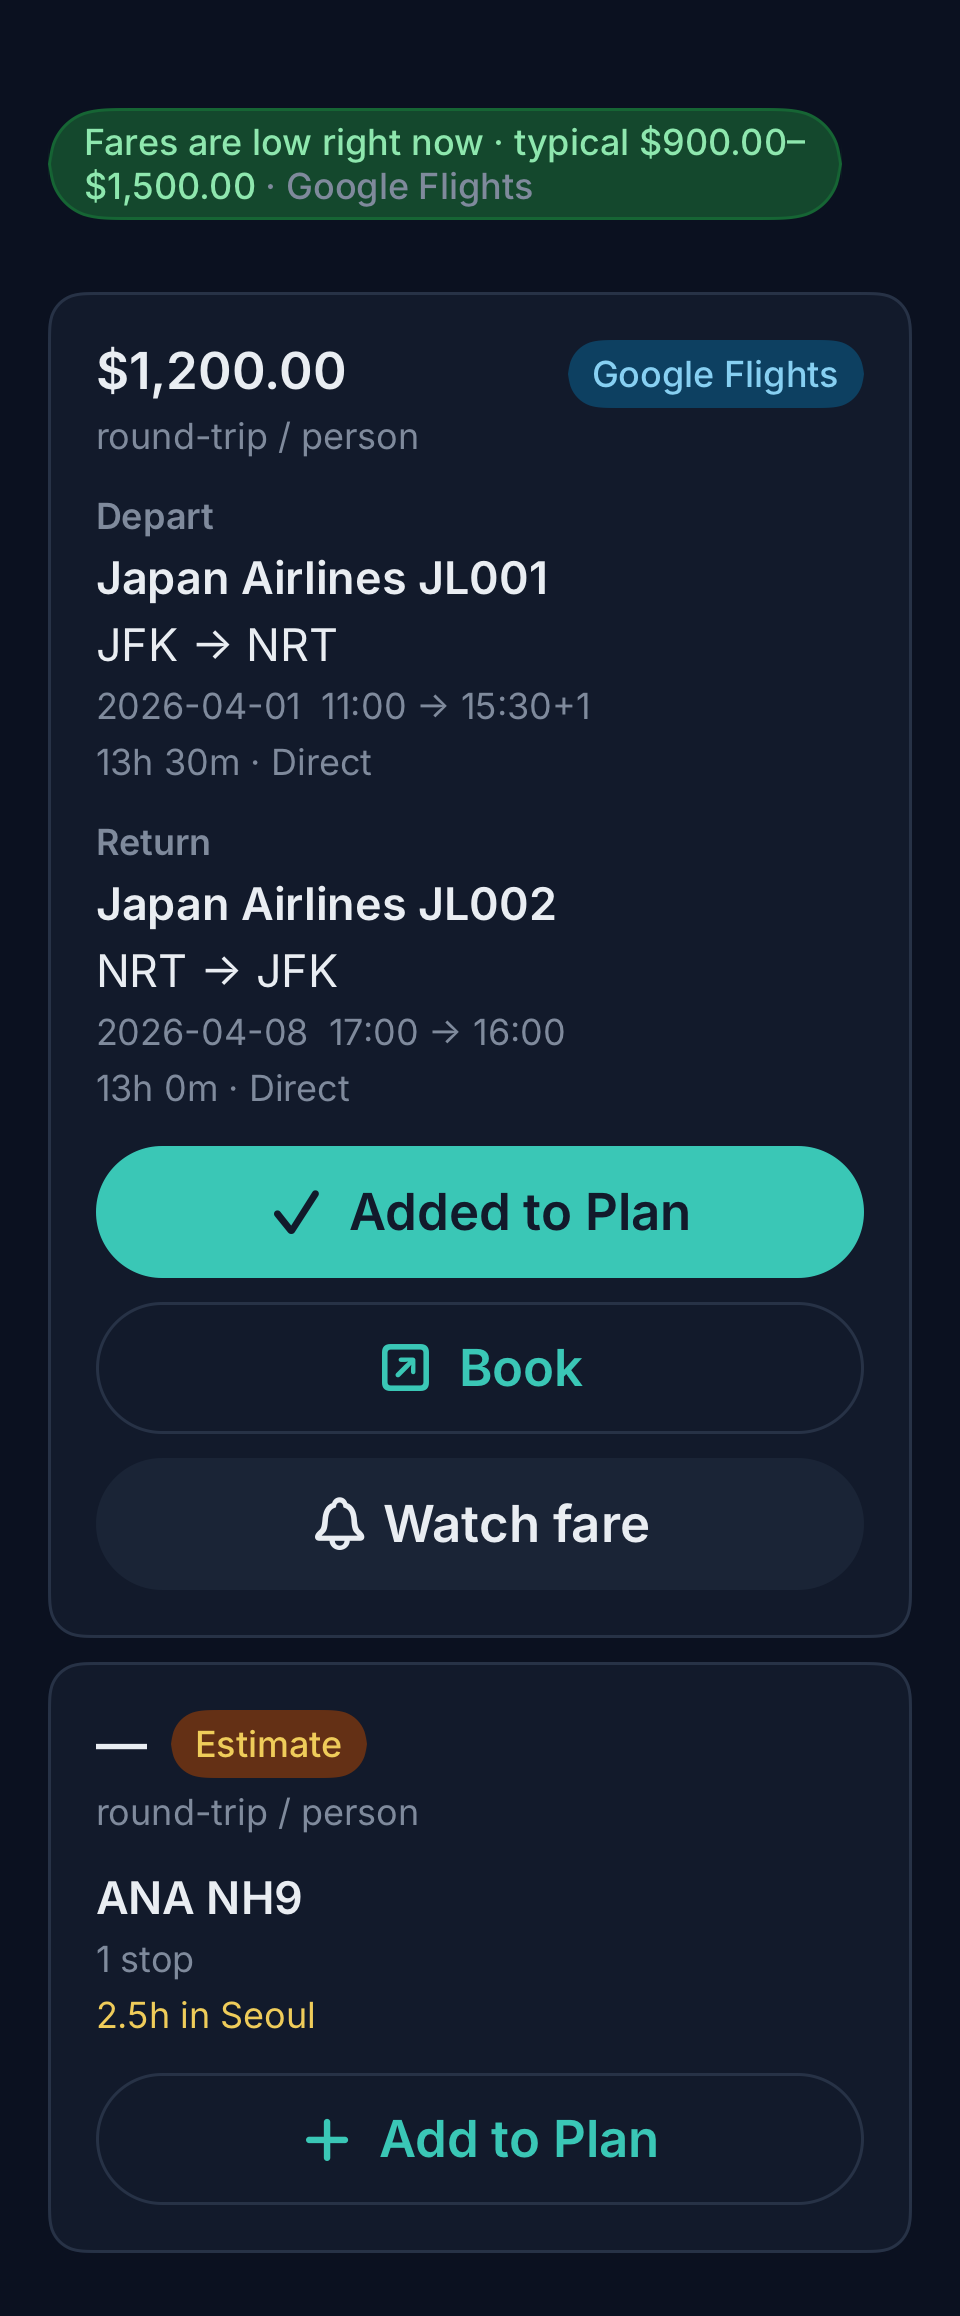 Fares are low right now · typical $900.00–
$1,500.00 · Google Flights
$1,200.00
Google Flights
round-trip / person
Depart
Japan Airlines JL001
JFK → NRT
2026-04-01 11:00 → 15:30+1
13h 30m · Direct
Return
Japan Airlines JL002
NRT → JFK
2026-04-08 17:00 → 16:00
13h 0m · Direct
Added to Plan
Book
Watch fare
— Estimate
round-trip / person
ANA NH9
1 stop
2.5h in Seoul
Add to Plan